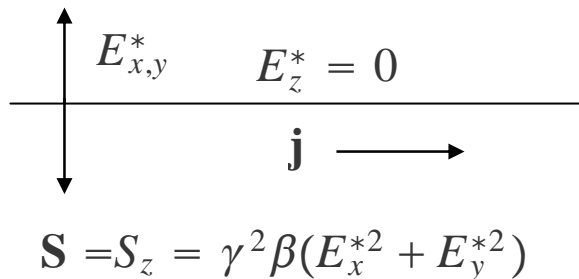 E*x,y E*z = 0
j
S =Sz = γ²β(E*x² + E*y²)